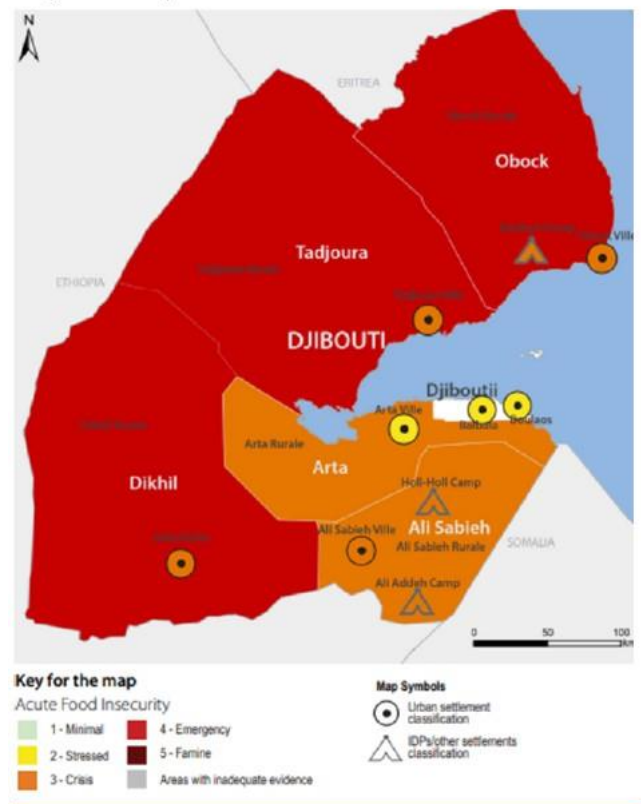 N
ERITREA
Obock
Tadjoura
ETHIOPIA
DJIBOUTI
Djiboutii
Arta Ville
Balbala
Boulaos
Arta Rurale
Arta
Dikhil
Holl-Holl Camp
Ali Sabieh
Ali Sabieh Ville
Ali Sabieh Rurale
SOMALIA
Ali Addeh Camp
0 50 100
km
Key for the map
Acute Food Insecurity
1 - Minimal
2 - Stressed
3 - Crisis
4 - Emergency
5 - Famine
Areas with inadequate evidence
Map Symbols
Urban settlement
classification
IDPs/other settlements
classification